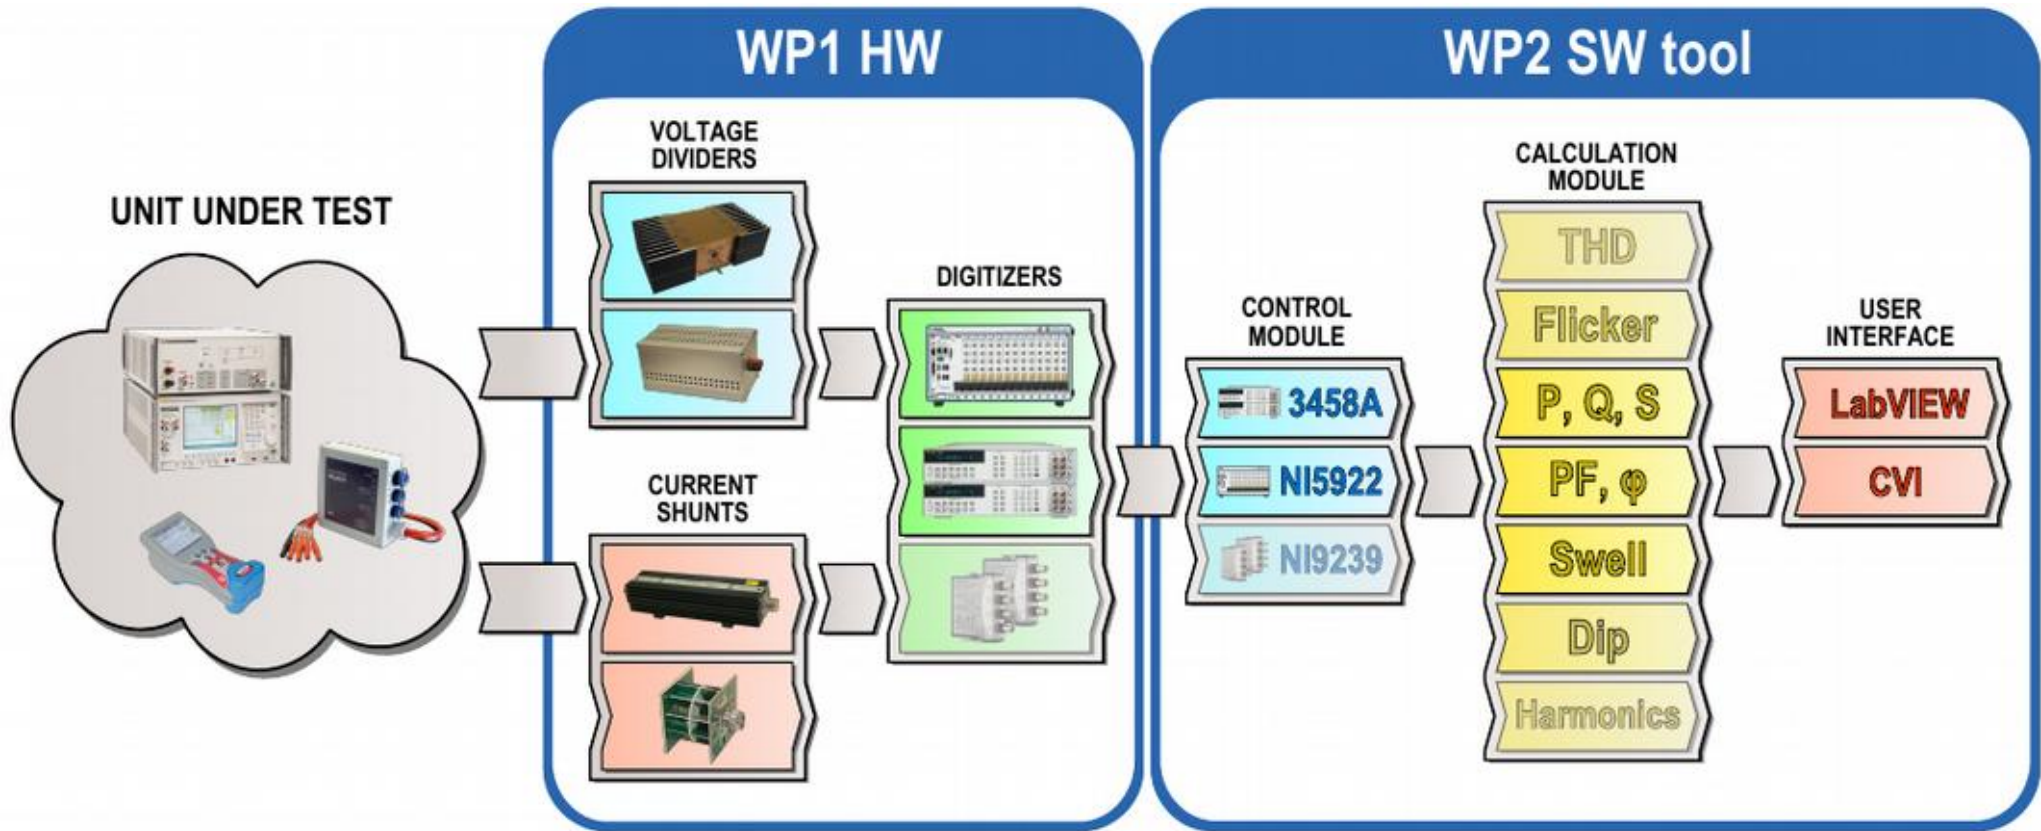 WP1 HW
WP2 SW tool
UNIT UNDER TEST
VOLTAGE
DIVIDERS
CURRENT
SHUNTS
DIGITIZERS
CONTROL
MODULE
3458A
NI5922
NI9239
CALCULATION
MODULE
THD
Flicker
P, Q, S
PF, φ
Swell
Dip
Harmonics
USER
INTERFACE
LabVIEW
CVI